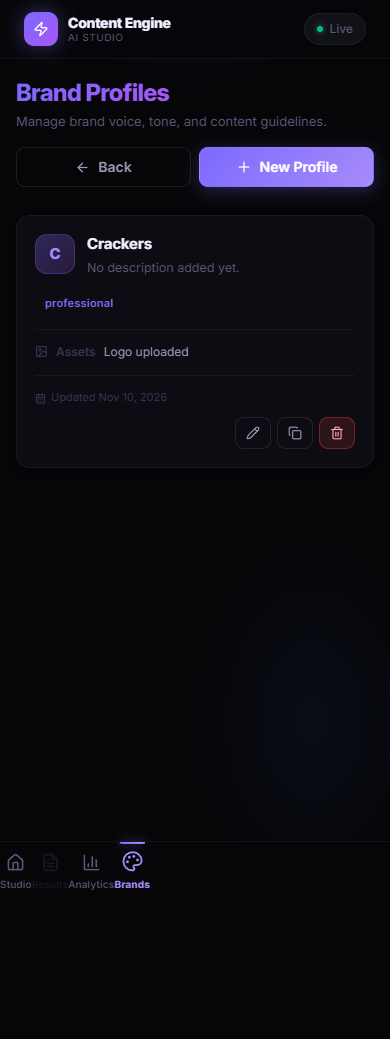 Content Engine
AI STUDIO
Live
Brand Profiles
Manage brand voice, tone, and content guidelines.
Back
New Profile
C
Crackers
No description added yet.
professional
Assets Logo uploaded
Updated Nov 10, 2026
Studio Results Analytics Brands